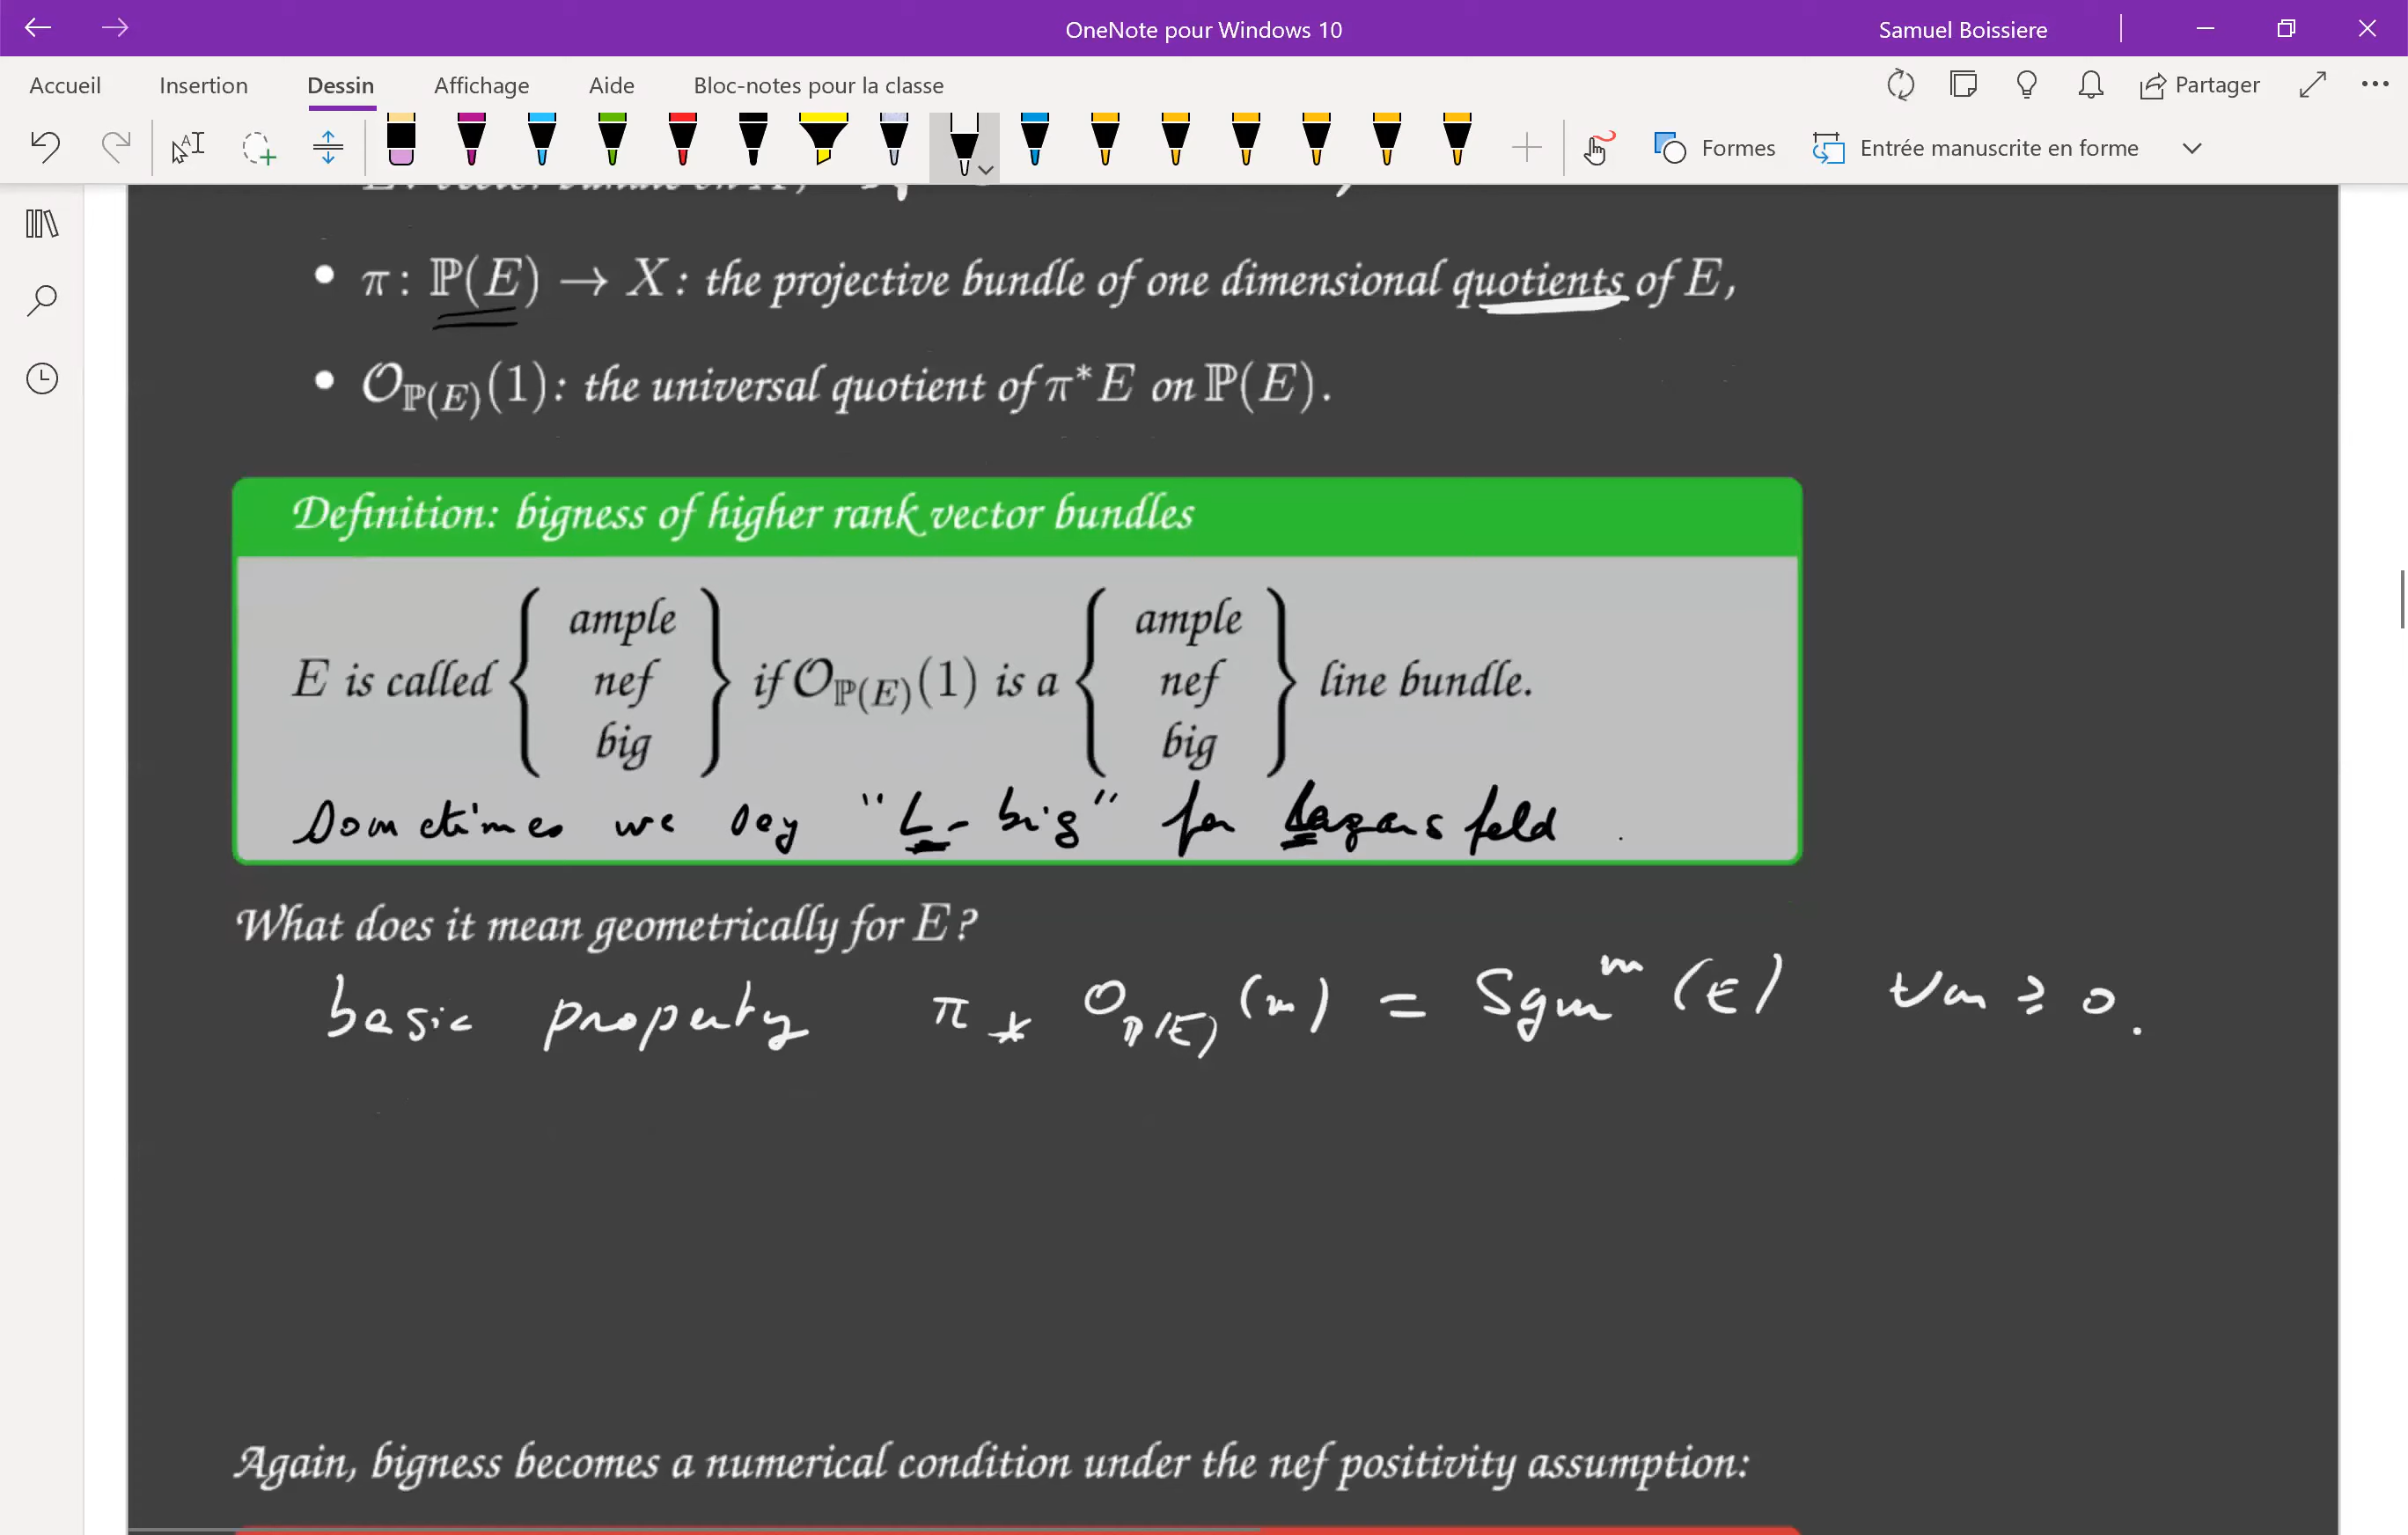 OneNote pour Windows 10
Samuel Boissiere
Accueil Insertion Dessin Affichage Aide Bloc-notes pour la classe
Partager
Formes
Entrée manuscrite en forme
• π : ℙ(E) → X : the projective bundle of one dimensional quotients of E,
• 𝒪_{ℙ(E)}(1) : the universal quotient of π*E on ℙ(E).
Definition: bigness of higher rank vector bundles
E is called { ample nef big } if 𝒪_{ℙ(E)}(1) is a { ample nef big } line bundle.
Sometimes we say "L-big" for Lazarsfeld.
What does it mean geometrically for E?
basic property π_* 𝒪_{ℙ(E)}(m) = Sym^m(E) ∀m ≥ 0.
Again, bigness becomes a numerical condition under the nef positivity assumption: